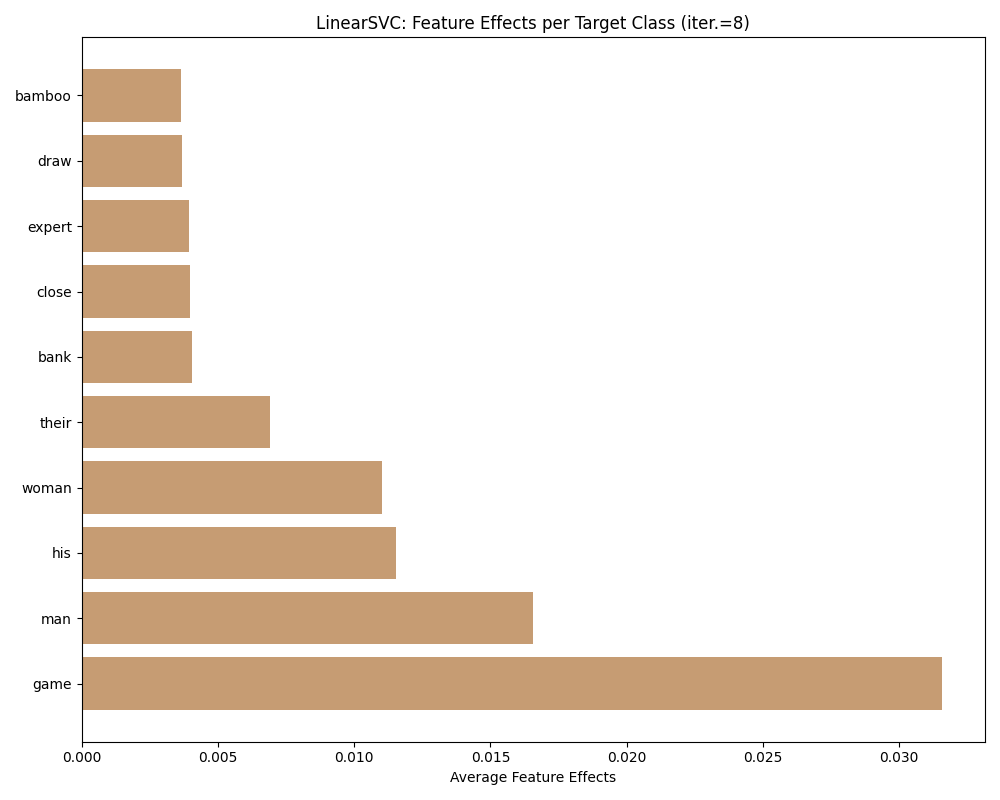 LinearSVC: Feature Effects per Target Class (iter.=8)
bamboo
draw
expert
close
bank
their
woman
his
man
game
0.000 0.005 0.010 0.015 0.020 0.025 0.030
Average Feature Effects